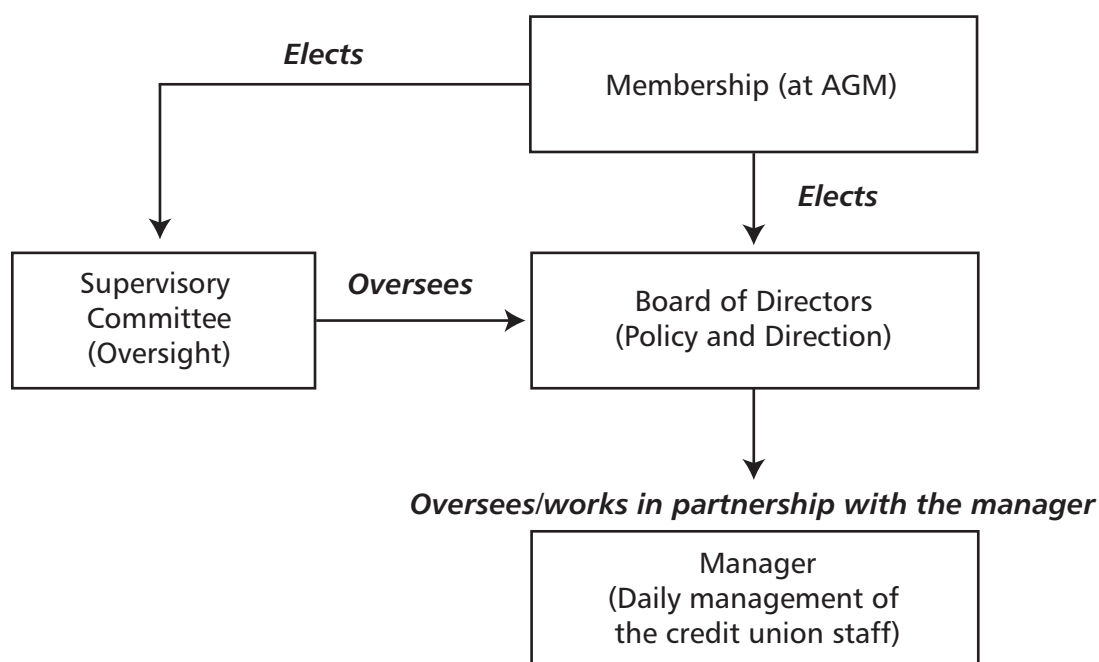 Elects
Membership (at AGM)
Elects
Supervisory
Committee
(Oversight)
Oversees
Board of Directors
(Policy and Direction)
Oversees/works in partnership with the manager
Manager
(Daily management of
the credit union staff)